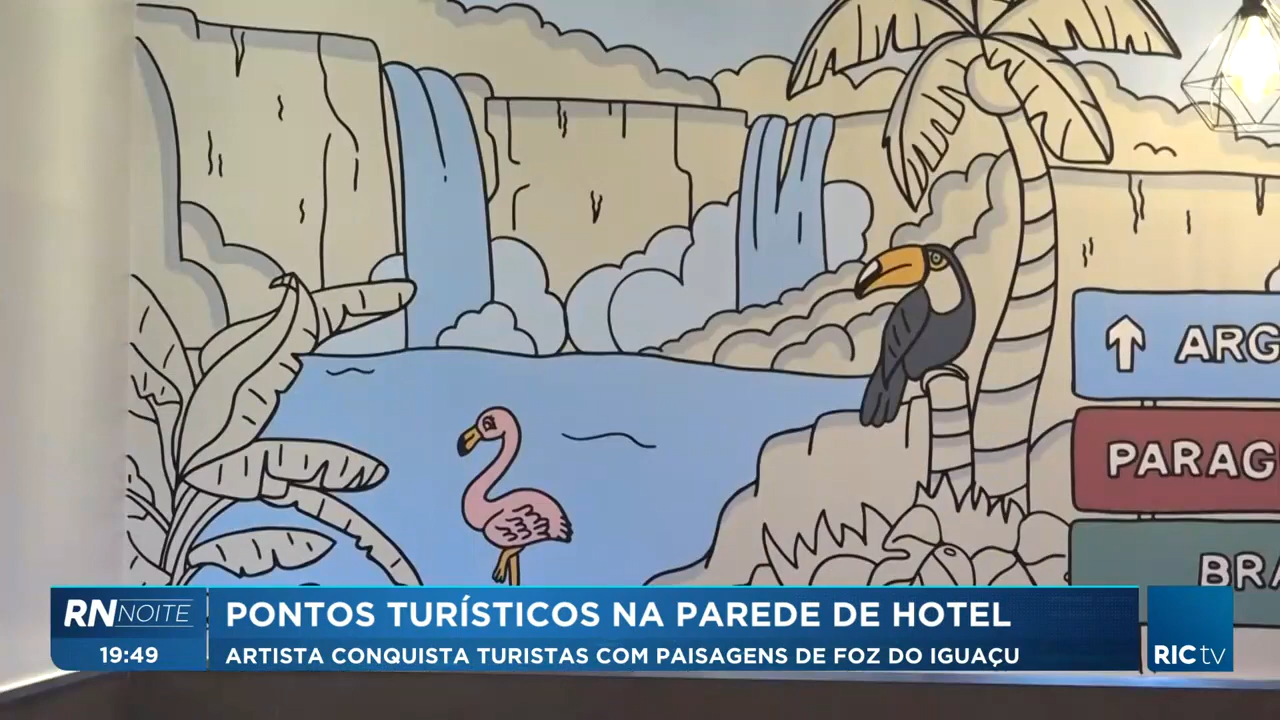 ARG
PARAG
BRA
RN NOITE
19:49
PONTOS TURÍSTICOS NA PAREDE DE HOTEL
ARTISTA CONQUISTA TURISTAS COM PAISAGENS DE FOZ DO IGUAÇU
RIC tv